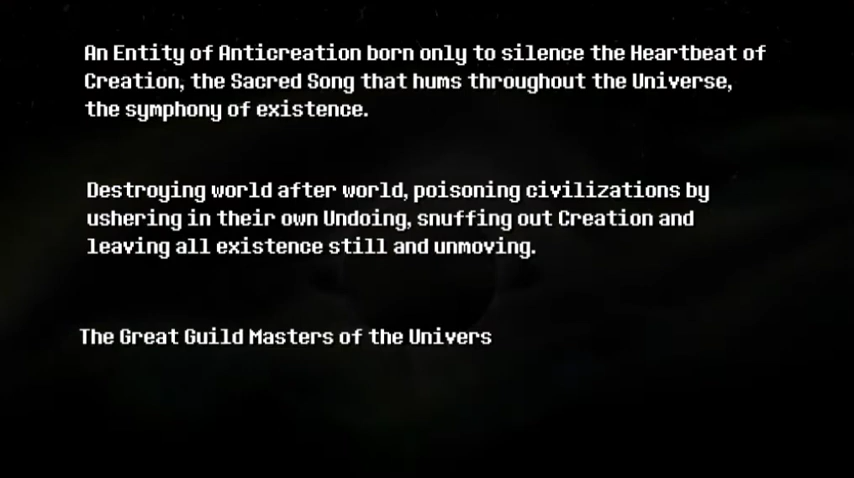 An Entity of Anticreation born only to silence the Heartbeat of
Creation, the Sacred Song that hums throughout the Universe,
the symphony of existence.
Destroying world after world, poisoning civilizations by
ushering in their own Undoing, snuffing out Creation and
leaving all existence still and unmoving.
The Great Guild Masters of the Univers